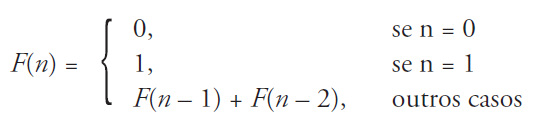 0, se n = 0
F(n) = { 1, se n = 1
F(n – 1) + F(n – 2), outros casos